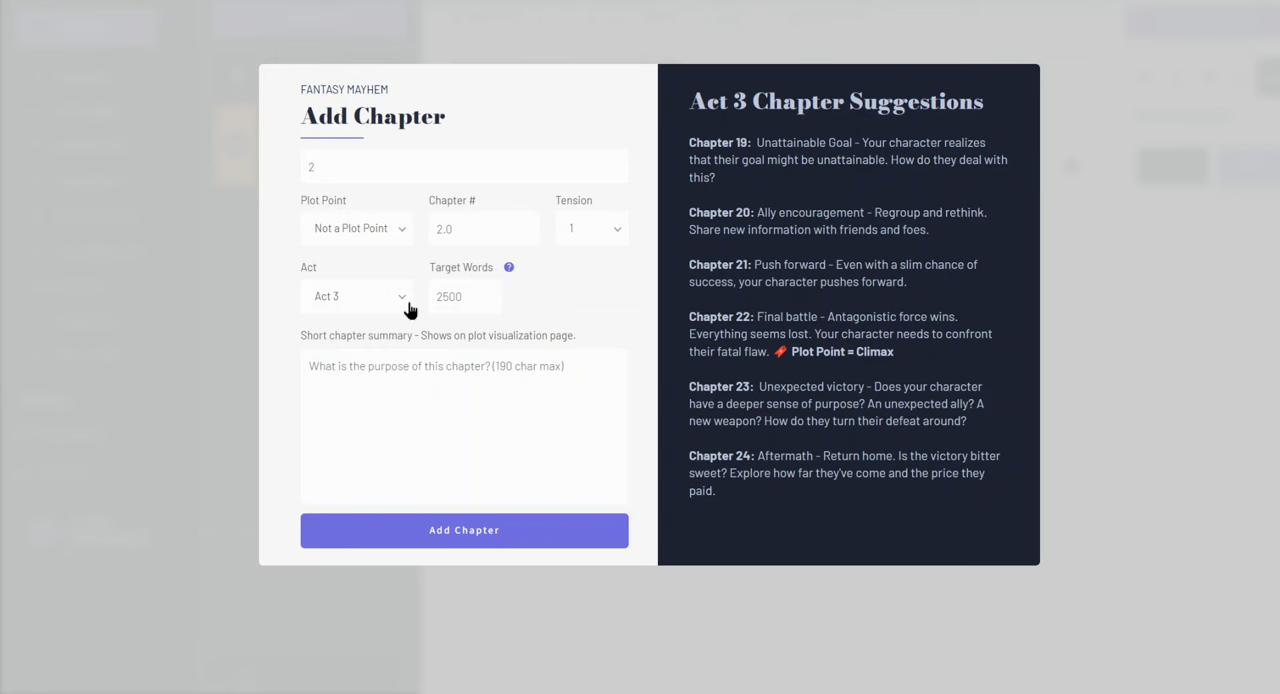 FANTASY MAYHEM
Add Chapter
2
Plot Point
Chapter #
Tension
Not a Plot Point
2.0
1
Act
Target Words
?
Act 3
2500
Short chapter summary - Shows on plot visualization page.
What is the purpose of this chapter? (190 char max)
Add Chapter
Act 3 Chapter Suggestions
Chapter 19: Unattainable Goal - Your character realizes
that their goal might be unattainable. How do they deal with
this?
Chapter 20: Ally encouragement - Regroup and rethink.
Share new information with friends and foes.
Chapter 21: Push forward - Even with a slim chance of
success, your character pushes forward.
Chapter 22: Final battle - Antagonistic force wins.
Everything seems lost. Your character needs to confront
their fatal flaw. 🧨 Plot Point = Climax
Chapter 23: Unexpected victory - Does your character
have a deeper sense of purpose? An unexpected ally? A
new weapon? How do they turn their defeat around?
Chapter 24: Aftermath - Return home. Is the victory bitter
sweet? Explore how far they've come and the price they
paid.